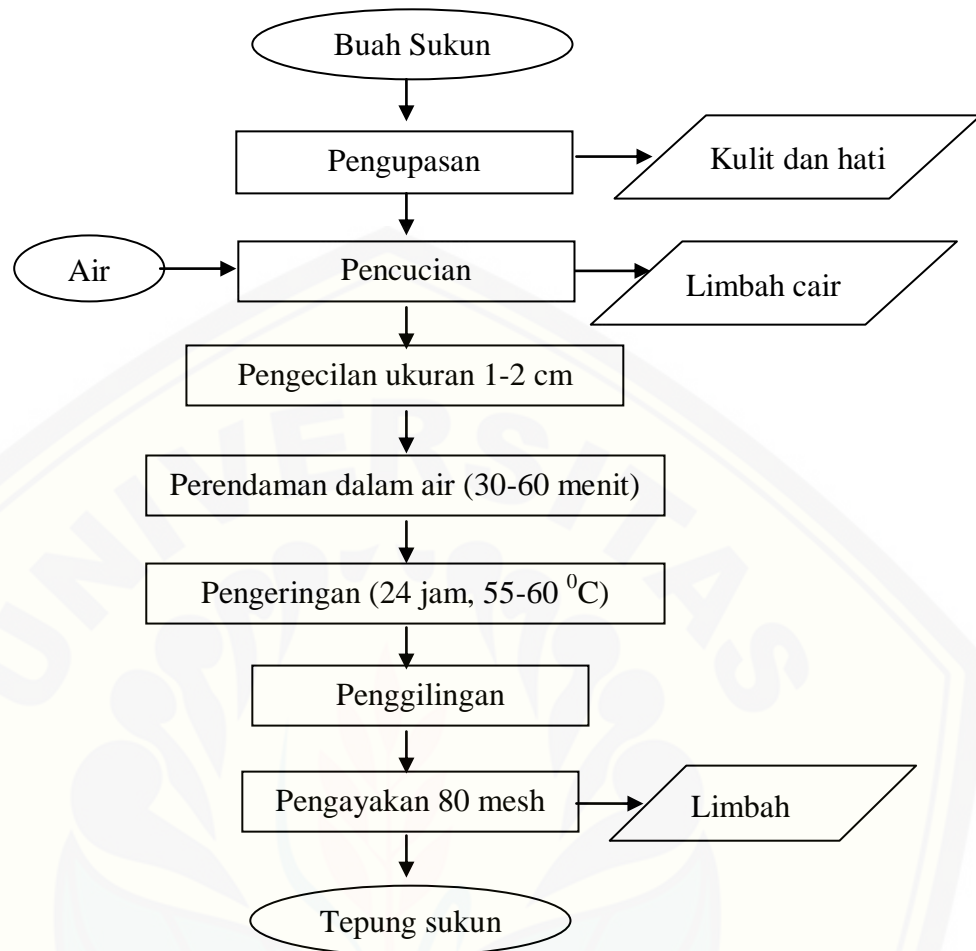 Buah Sukun
Pengupasan
Kulit dan hati
Air
Pencucian
Limbah cair
Pengecilan ukuran 1-2 cm
Perendaman dalam air (30-60 menit)
Pengeringan (24 jam, 55-60 ⁰C)
Penggilingan
Pengayakan 80 mesh
Limbah
Tepung sukun
UNIVERSITAS